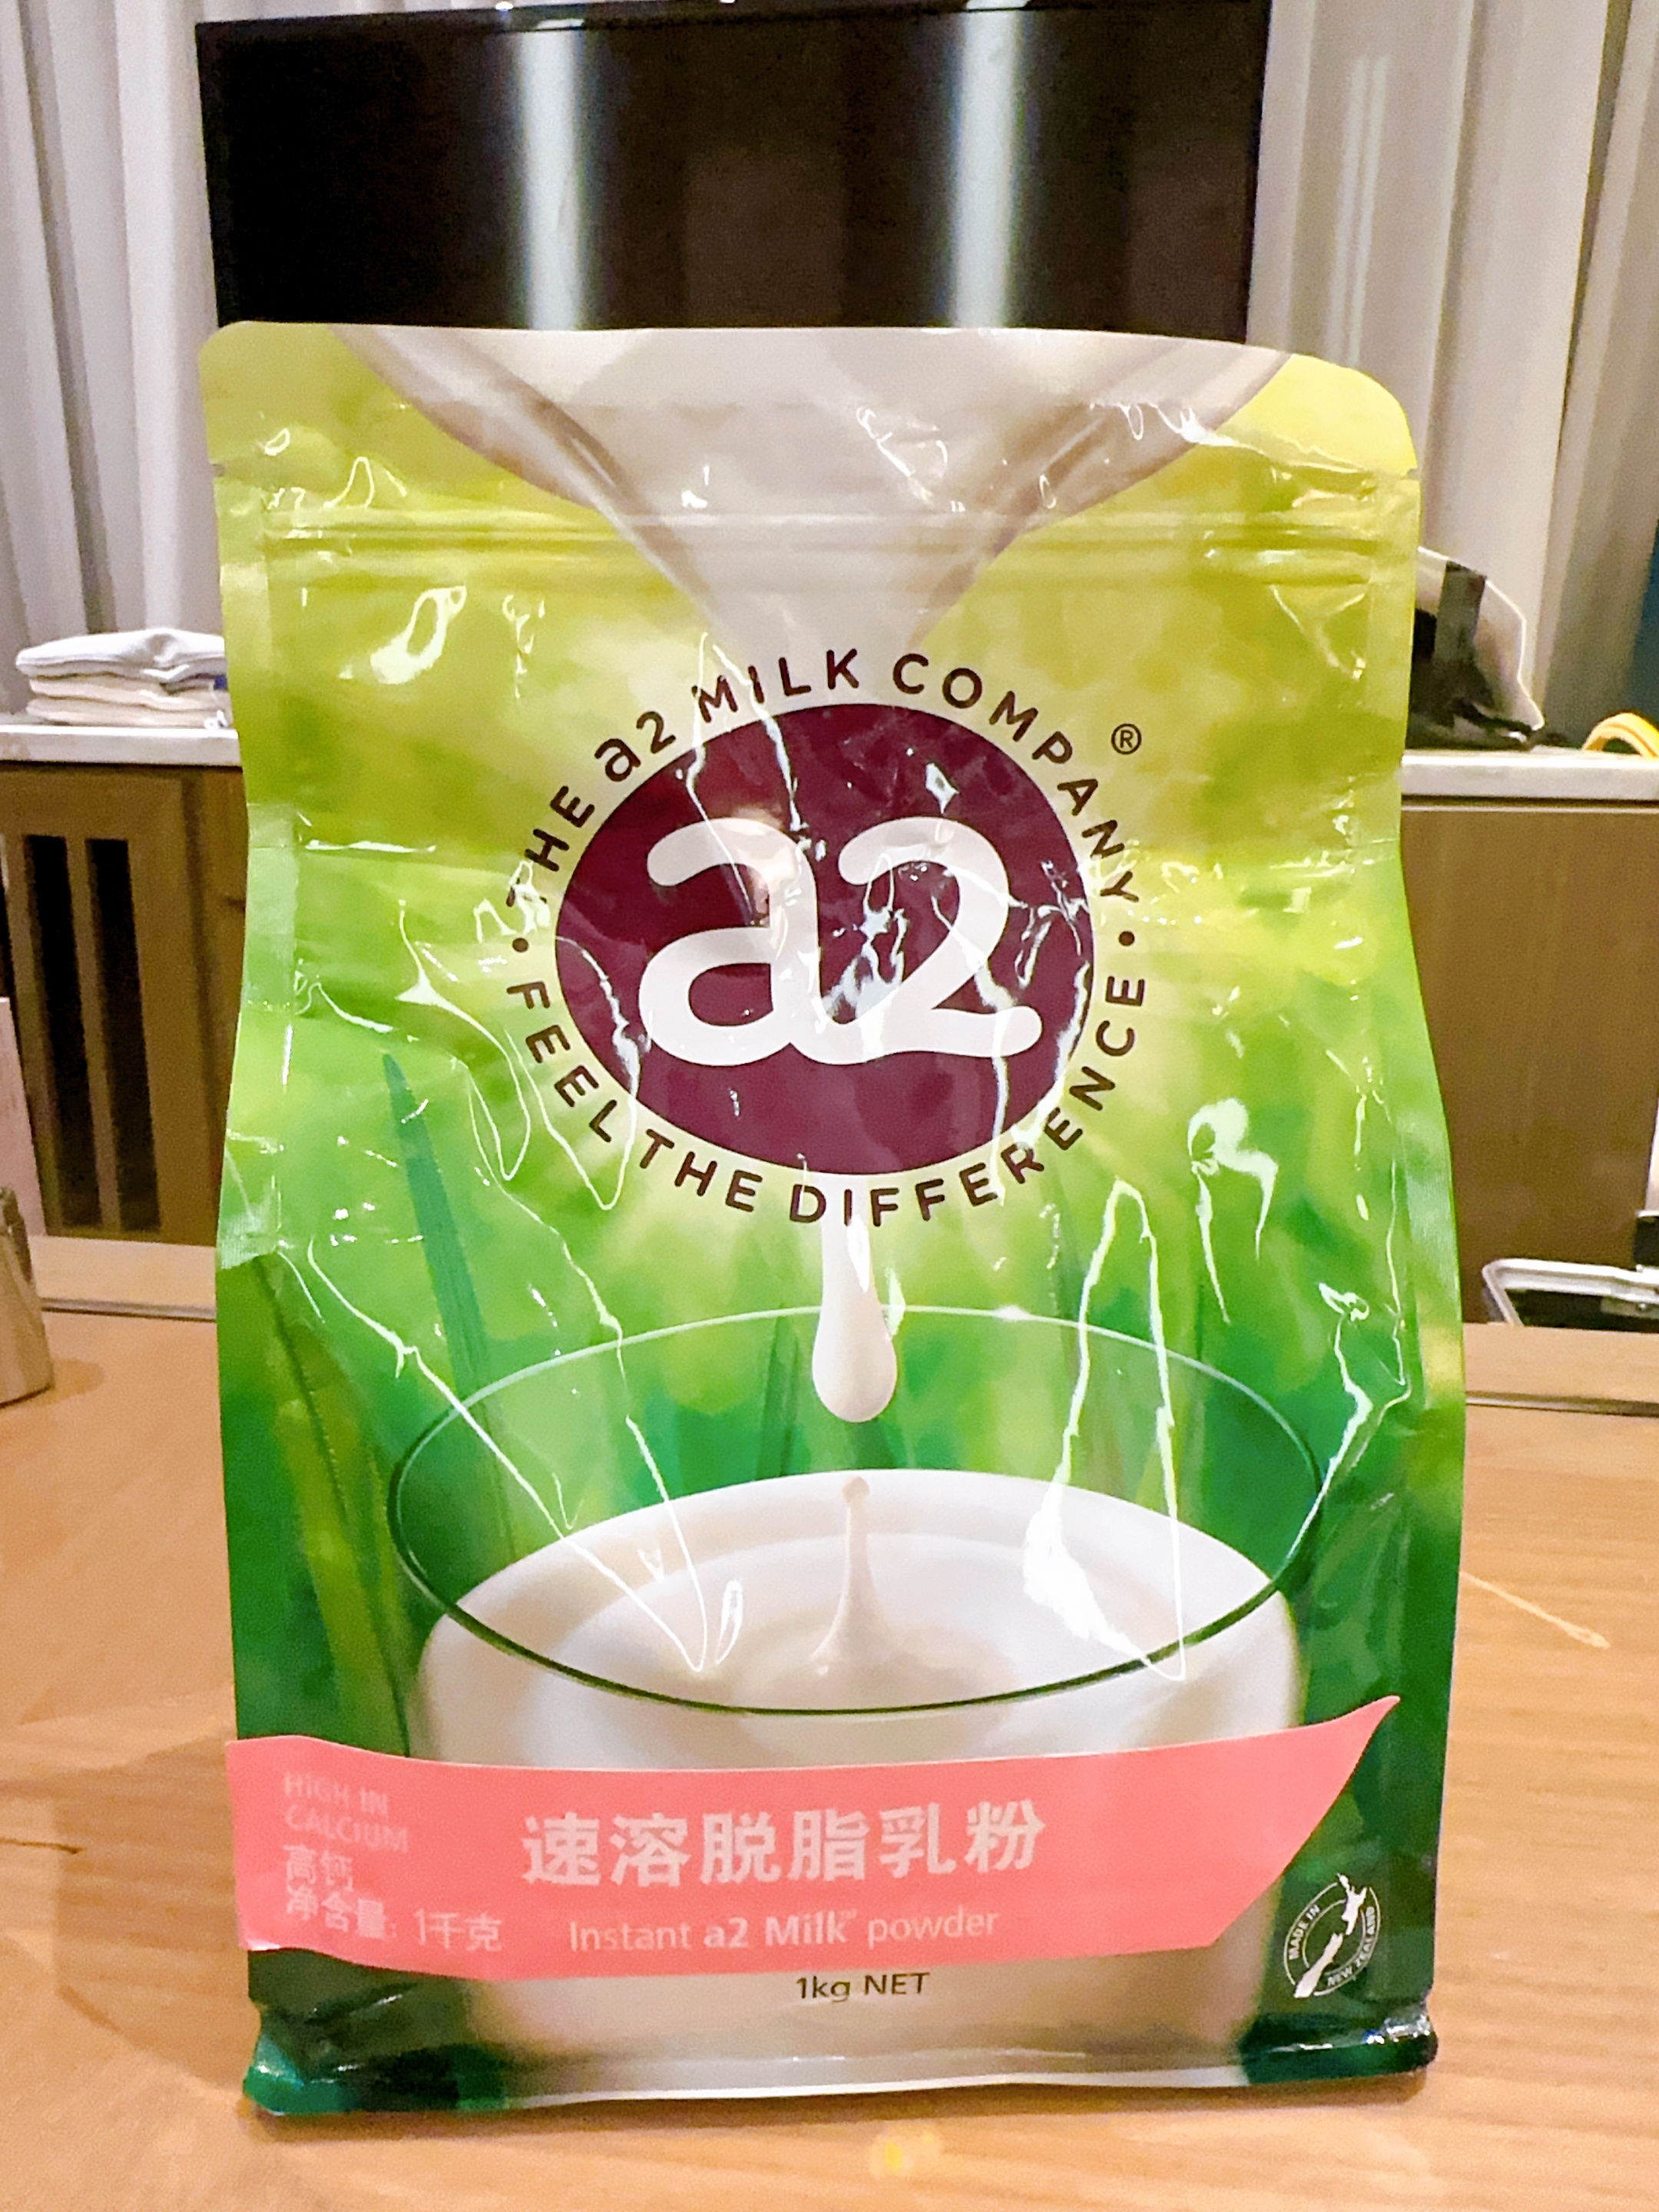 THE a2 MILK COMPANY
®
a2
FEEL THE DIFFERENCE
HIGH IN
CALCIUM
高钙
净含量: 1千克
速溶脱脂乳粉
Instant a2 Milk™ powder
1kg NET
MADE IN
NEW ZEALAND